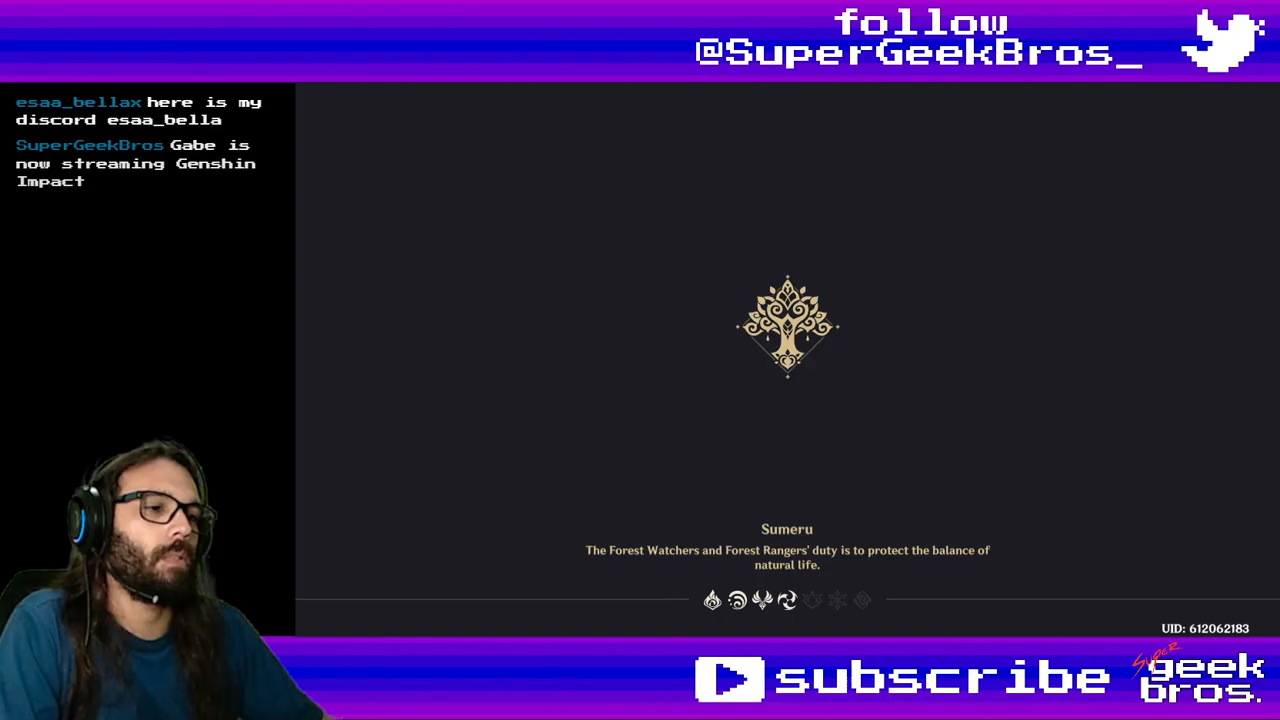 follow
@SuperGeekBros_
esaa_bellax here is my
discord esaa_bella
SuperGeekBros Gabe is
now streaming Genshin
Impact
Sumeru
The Forest Watchers and Forest Rangers' duty is to protect the balance of
natural life.
UID: 612062183
subscribe
SUPER
geek
bros.